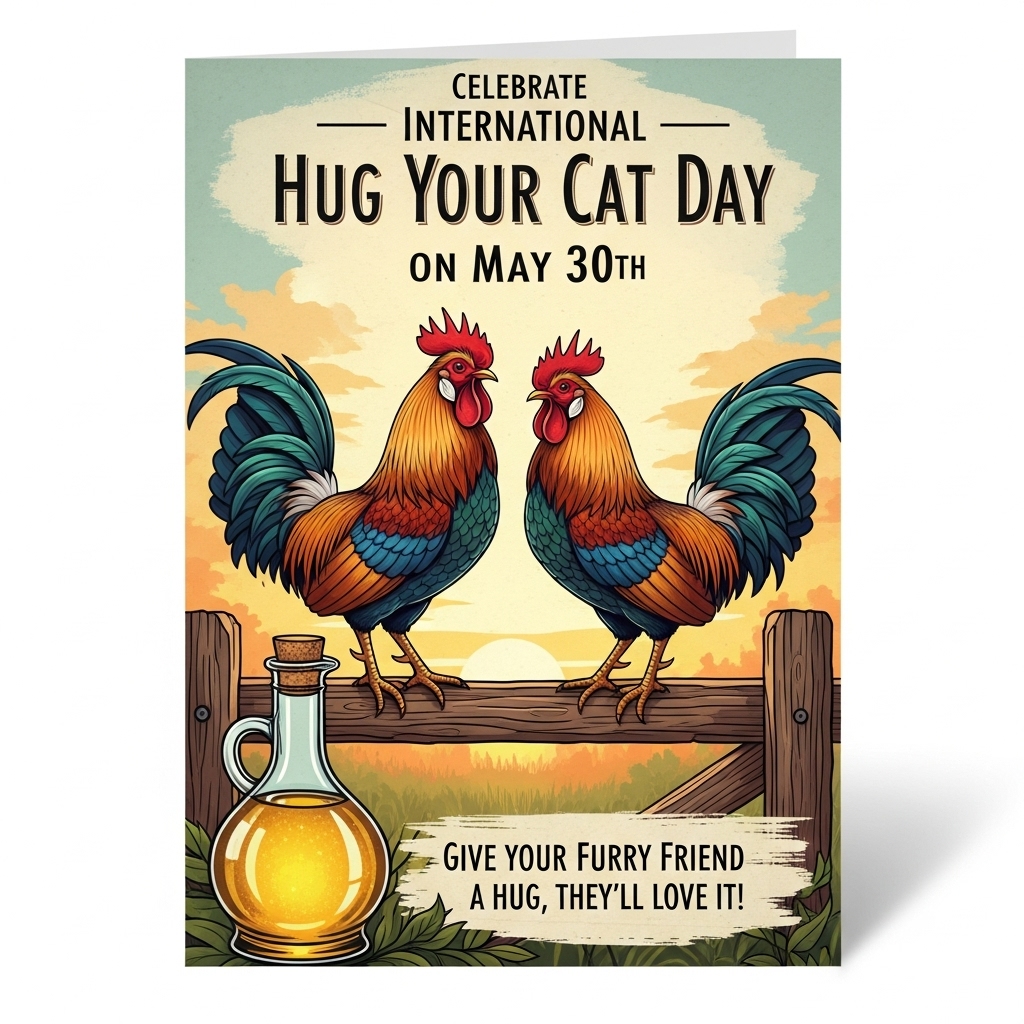 Celebrate
International
Hug Your Cat Day
on May 30th
Give your Furry Friend
a hug, they'll love it!